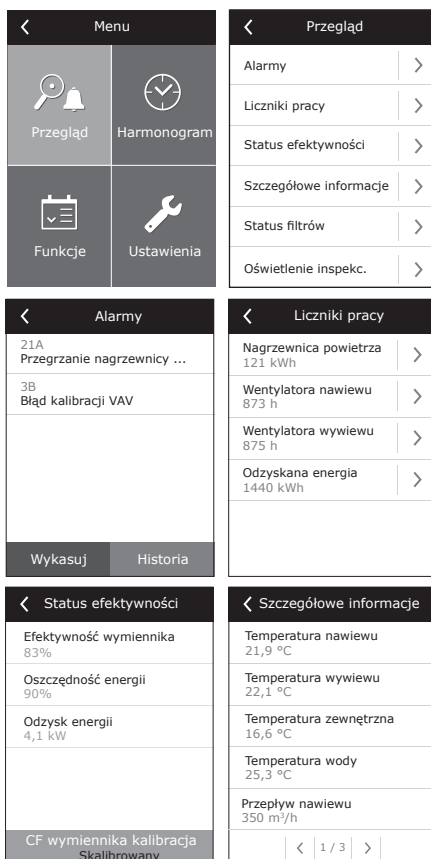 Menu
Przegląd
Harmonogram
Funkcje
Ustawienia
Przegląd
Alarmy
Liczniki pracy
Status efektywności
Szczegółowe informacje
Status filtrów
Oświetlenie inspekc.
Alarmy
21A
Przegrzanie nagrzewnicy ...
3B
Błąd kalibracji VAV
Wykasuj
Historia
Liczniki pracy
Nagrzewnica powietrza
121 kWh
Wentylatora nawiewu
873 h
Wentylatora wywiewu
875 h
Odzyskana energia
1440 kWh
Status efektywności
Efektywność wymiennika
83%
Oszczędność energii
90%
Odzysk energii
4,1 kW
CF wymiennika kalibracja
Skalibrowany
Szczegółowe informacje
Temperatura nawiewu
21,9 °C
Temperatura wywiewu
22,1 °C
Temperatura zewnętrzna
16,6 °C
Temperatura wody
25,3 °C
Przepływ nawiewu
350 m³/h
1 / 3